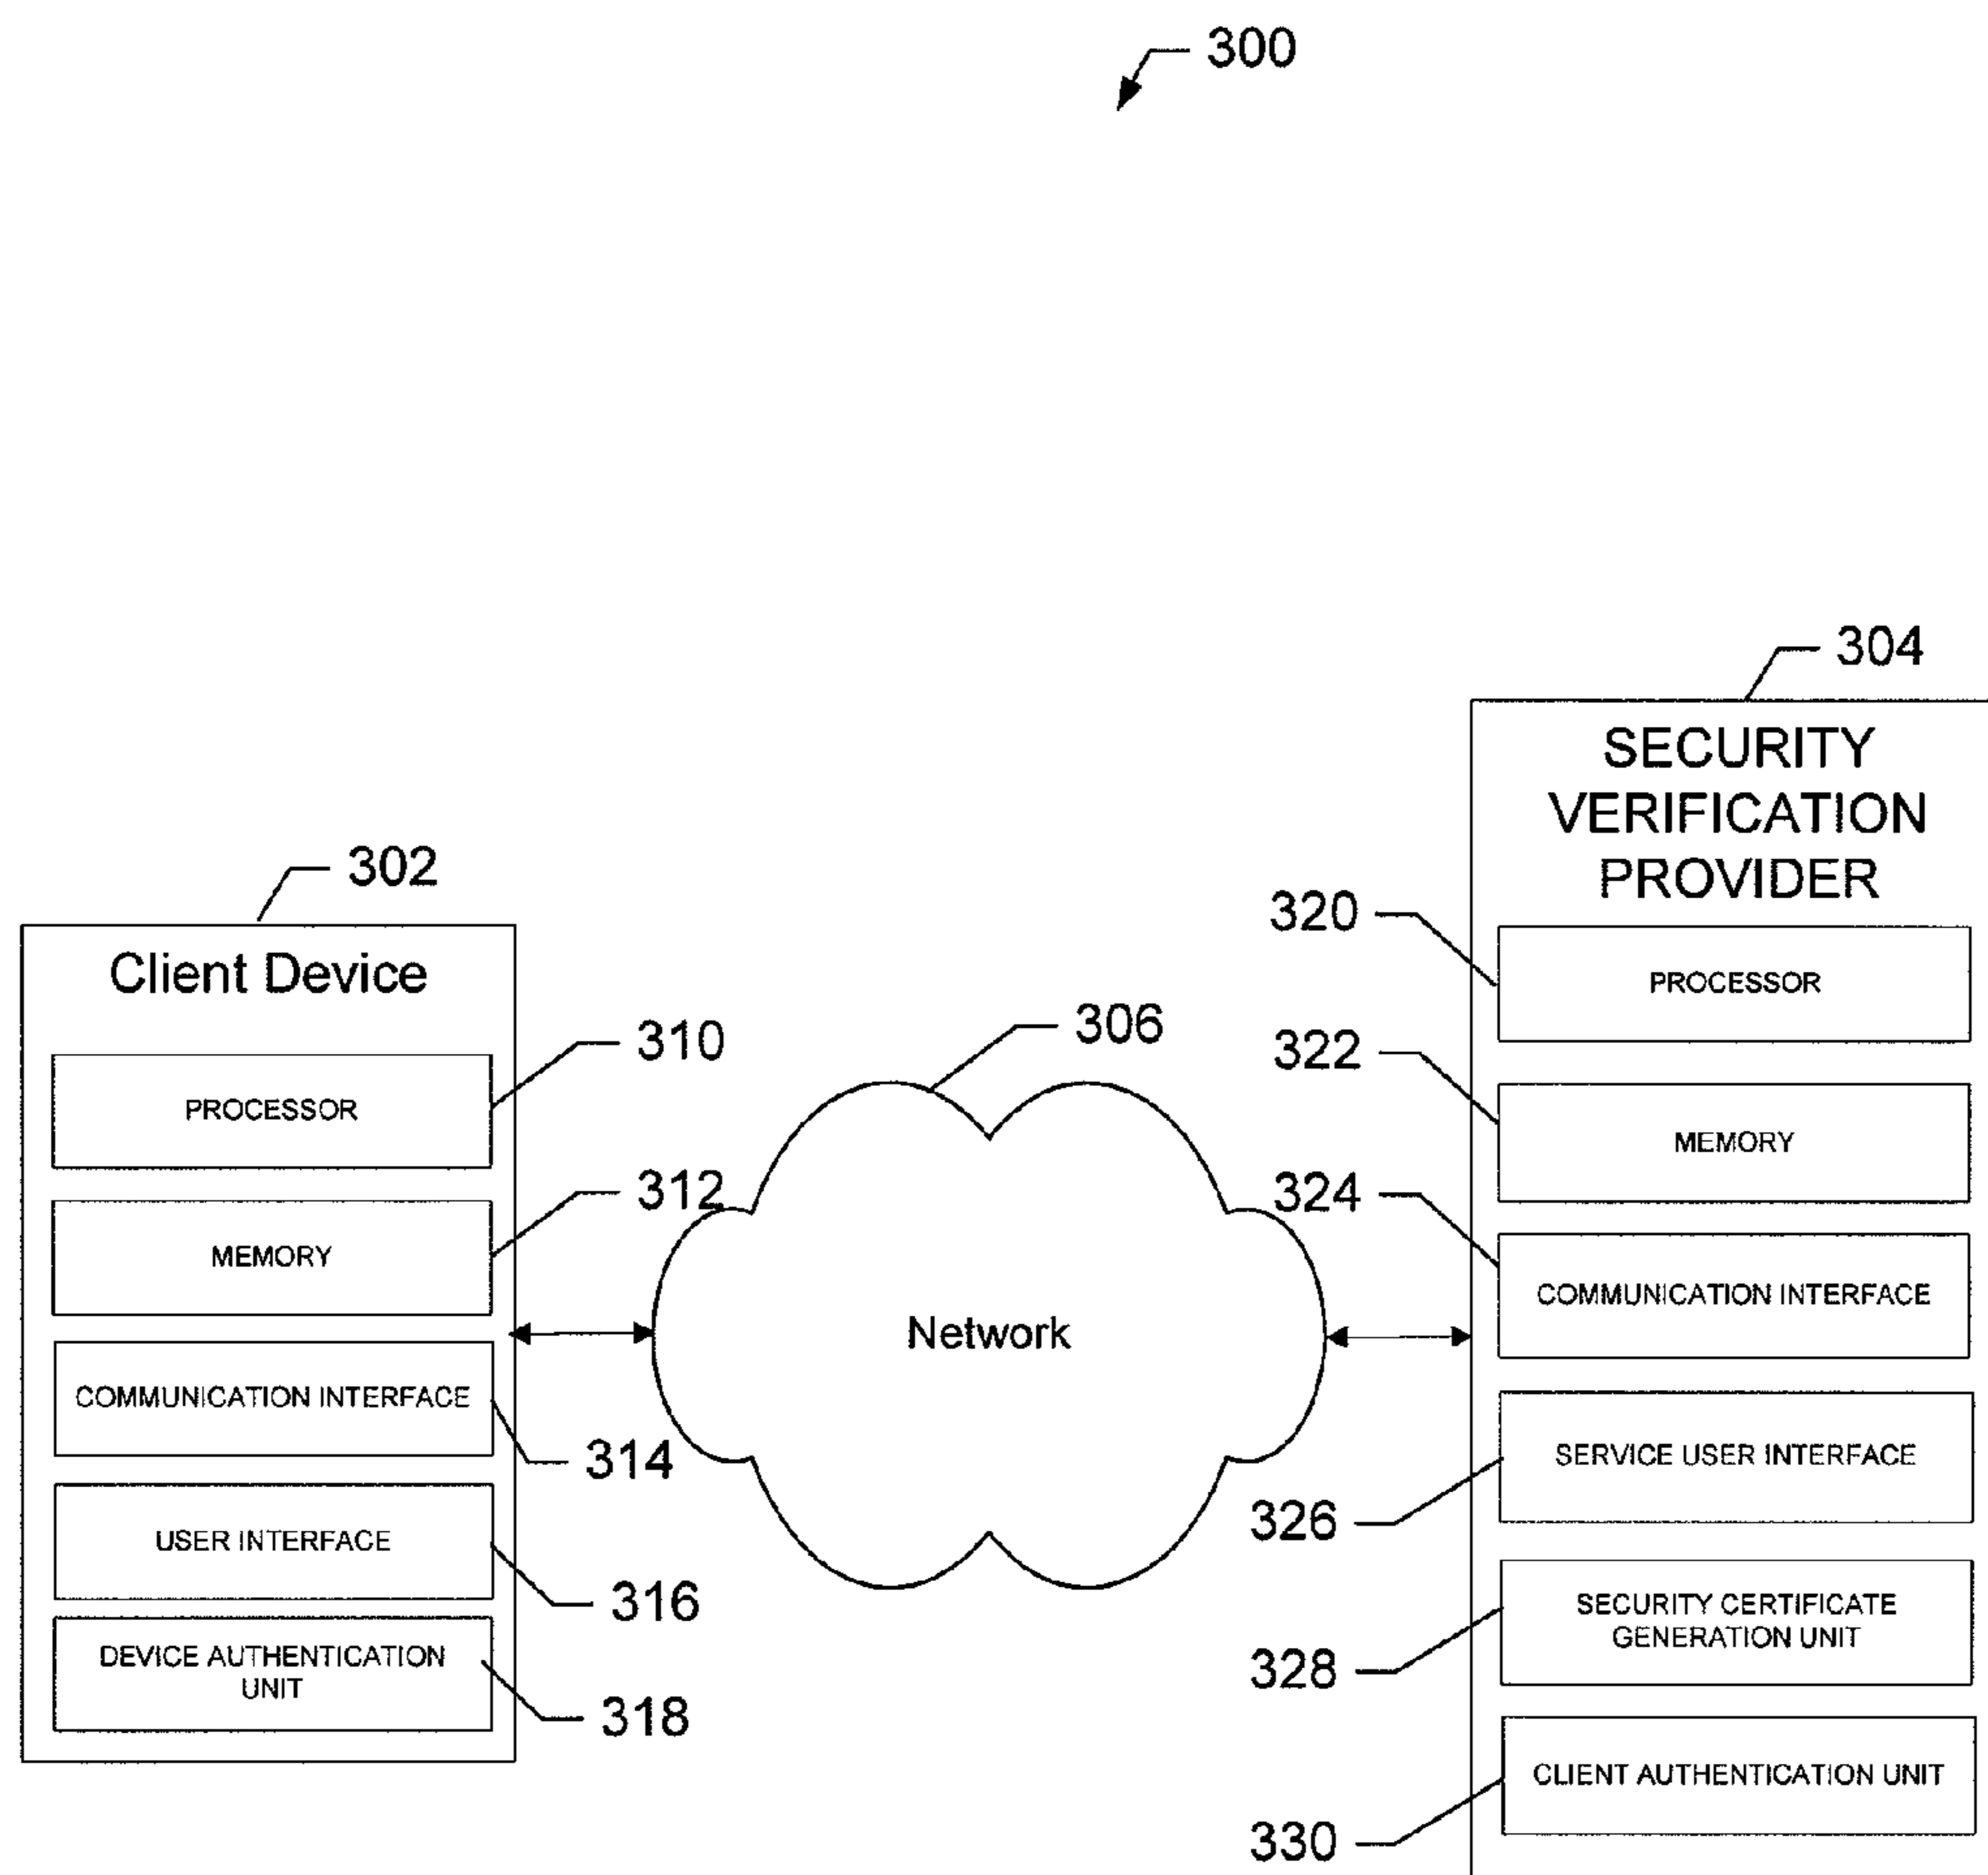 300
304
SECURITY
VERIFICATION
PROVIDER
302
Client Device
320
PROCESSOR
310
PROCESSOR
306
322
MEMORY
312
MEMORY
324
COMMUNICATION INTERFACE
Network
COMMUNICATION INTERFACE
314
SERVICE USER INTERFACE
326
USER INTERFACE
316
SECURITY CERTIFICATE
GENERATION UNIT
328
DEVICE AUTHENTICATION
UNIT
318
CLIENT AUTHENTICATION UNIT
330